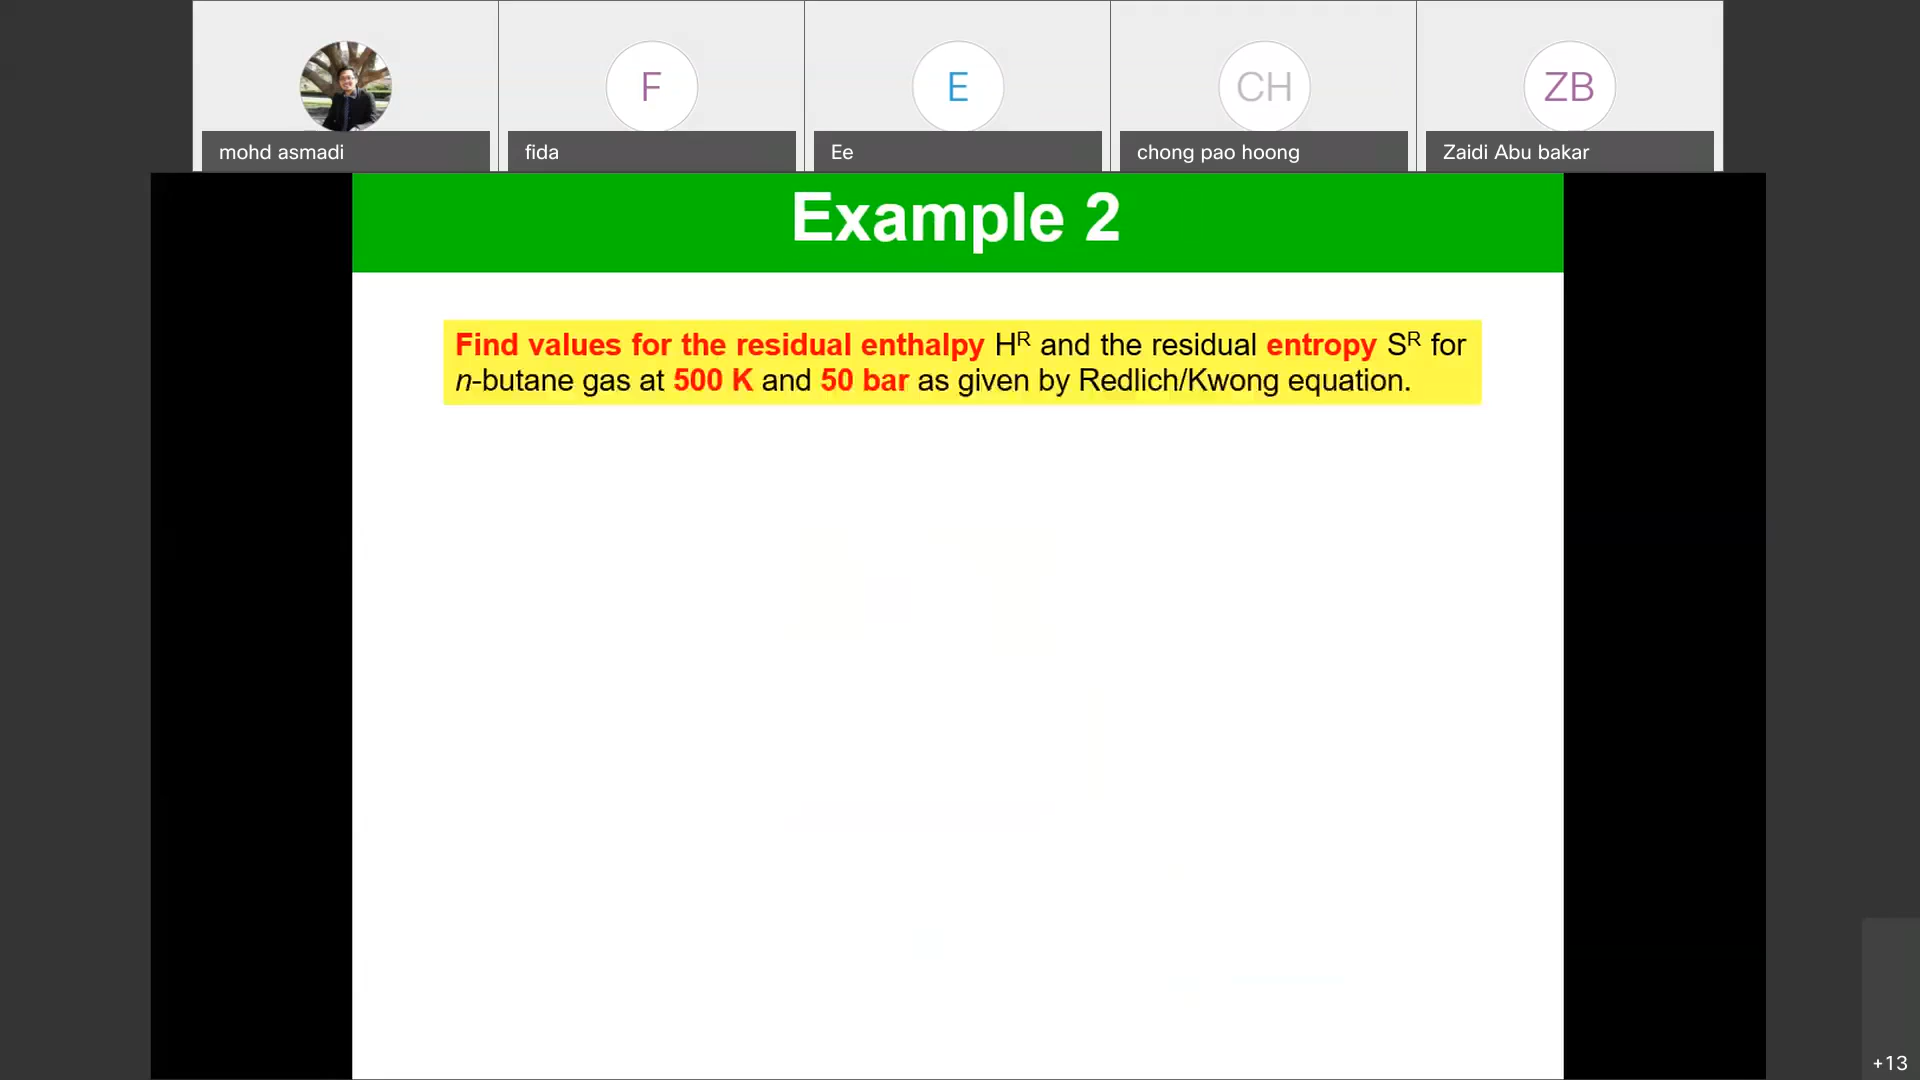 F
E
CH
ZB
mohd asmadi
fida
Ee
chong pao hoong
Zaidi Abu bakar
Example 2
Find values for the residual enthalpy Hᴿ and the residual entropy Sᴿ for
n-butane gas at 500 K and 50 bar as given by Redlich/Kwong equation.
+13